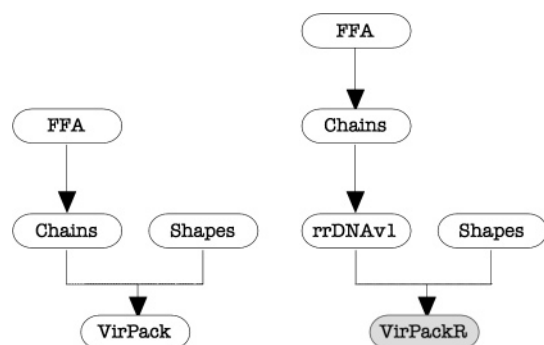 FFA
Chains
Shapes
VirPack
FFA
Chains
rrDNAv1
Shapes
VirPackR